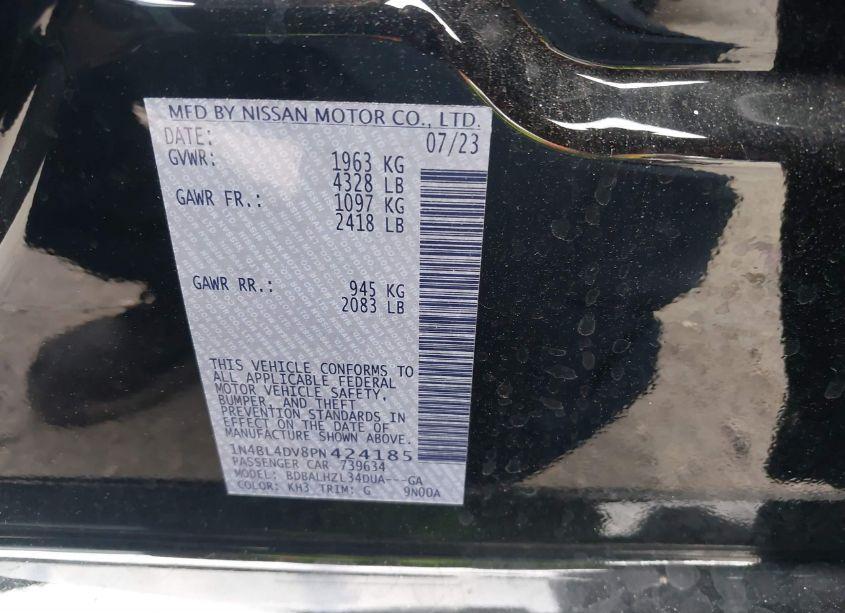 MFD BY NISSAN MOTOR CO., LTD.
DATE: 07/23
GVWR: 1963 KG
4328 LB
GAWR FR.: 1097 KG
2418 LB
GAWR RR.: 945 KG
2083 LB
THIS VEHICLE CONFORMS TO
ALL APPLICABLE FEDERAL
MOTOR VEHICLE SAFETY,
BUMPER, AND THEFT
PREVENTION STANDARDS IN
EFFECT ON THE DATE OF
MANUFACTURE SHOWN ABOVE.
1N4BL4DV8PN424185
PASSENGER CAR 739634
MODEL: BDBALHZL34DUA---GA
COLOR: KH3 TRIM: G 9N00A